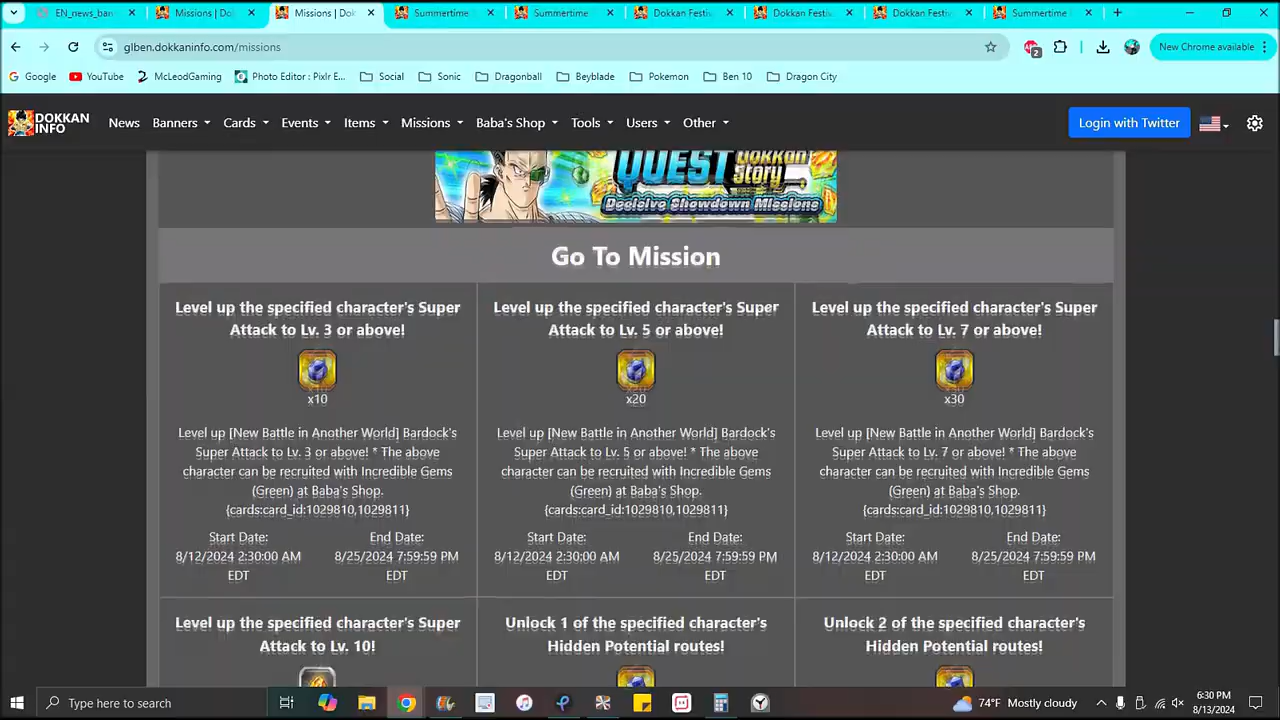 EN_news_ban
Missions | Dok
Missions | Dok
Summertime
Summertime
Dokkan Festiv
Dokkan Festiv
Dokkan Festiv
Summertime
glben.dokkaninfo.com/missions
2
New Chrome available
Google
YouTube
McLeodGaming
Photo Editor : Pixlr E...
Social
Sonic
Dragonball
Beyblade
Pokemon
Ben 10
Dragon City
DOKKAN
INFO
News
Banners
Cards
Events
Items
Missions
Baba's Shop
Tools
Users
Other
Login with Twitter
QUEST Dokkan
Story
Decisive Showdown Missions
Go To Mission
Level up the specified character's Super
Attack to Lv. 3 or above!
x10
Level up [New Battle in Another World] Bardock's
Super Attack to Lv. 3 or above! * The above
character can be recruited with Incredible Gems
(Green) at Baba's Shop.
{cards:card_id:1029810,1029811}
Start Date:
8/12/2024 2:30:00 AM
EDT
End Date:
8/25/2024 7:59:59 PM
EDT
Level up the specified character's Super
Attack to Lv. 5 or above!
x20
Level up [New Battle in Another World] Bardock's
Super Attack to Lv. 5 or above! * The above
character can be recruited with Incredible Gems
(Green) at Baba's Shop.
{cards:card_id:1029810,1029811}
Start Date:
8/12/2024 2:30:00 AM
EDT
End Date:
8/25/2024 7:59:59 PM
EDT
Level up the specified character's Super
Attack to Lv. 7 or above!
x30
Level up [New Battle in Another World] Bardock's
Super Attack to Lv. 7 or above! * The above
character can be recruited with Incredible Gems
(Green) at Baba's Shop.
{cards:card_id:1029810,1029811}
Start Date:
8/12/2024 2:30:00 AM
EDT
End Date:
8/25/2024 7:59:59 PM
EDT
Level up the specified character's Super
Attack to Lv. 10!
Unlock 1 of the specified character's
Hidden Potential routes!
Unlock 2 of the specified character's
Hidden Potential routes!
Type here to search
74°F Mostly cloudy
6:30 PM
8/13/2024